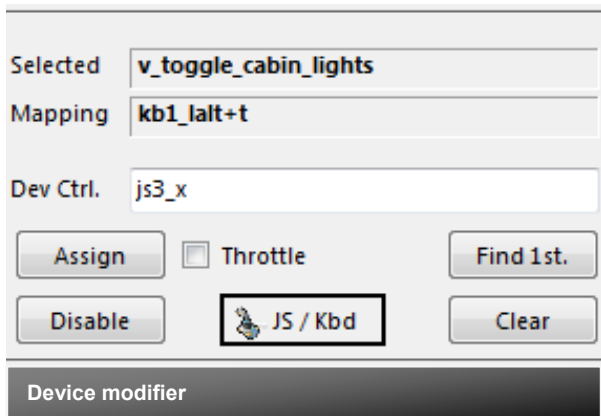 Selected v_toggle_cabin_lights
Mapping kb1_lalt+t
Dev Ctrl. js3_x
Assign Throttle Find 1st.
Disable JS / Kbd Clear
Device modifier